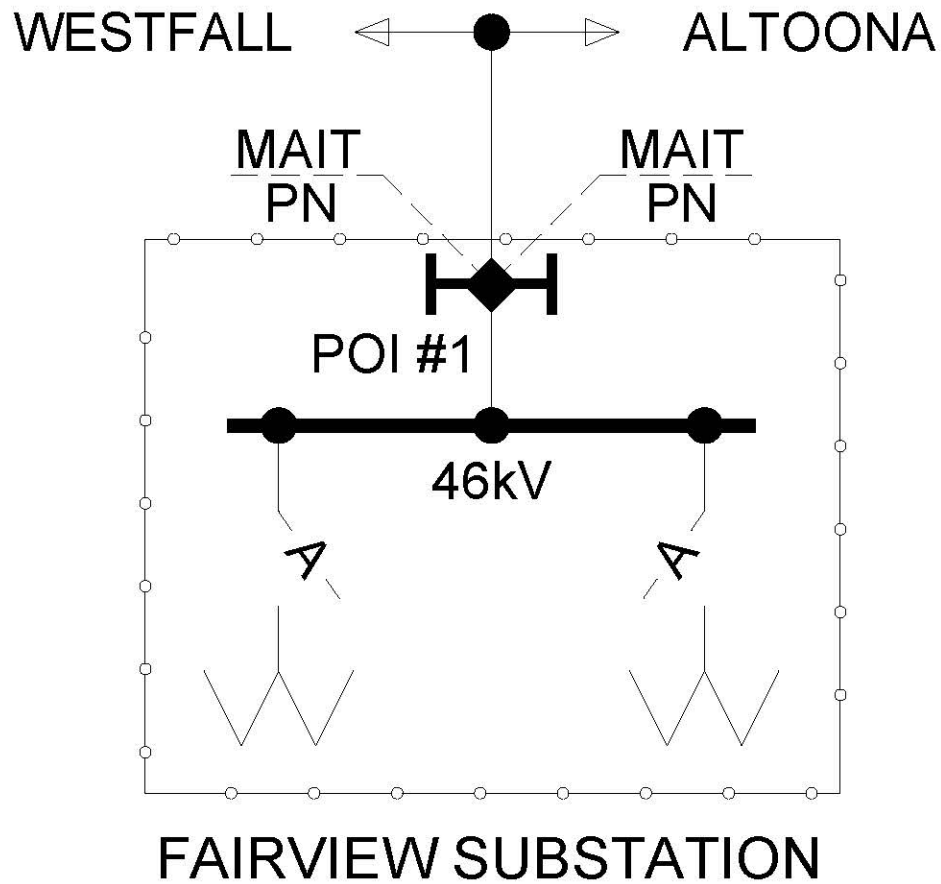 WESTFALL
ALTOONA
MAIT
PN
MAIT
PN
POI #1
46kV
A
A
FAIRVIEW SUBSTATION